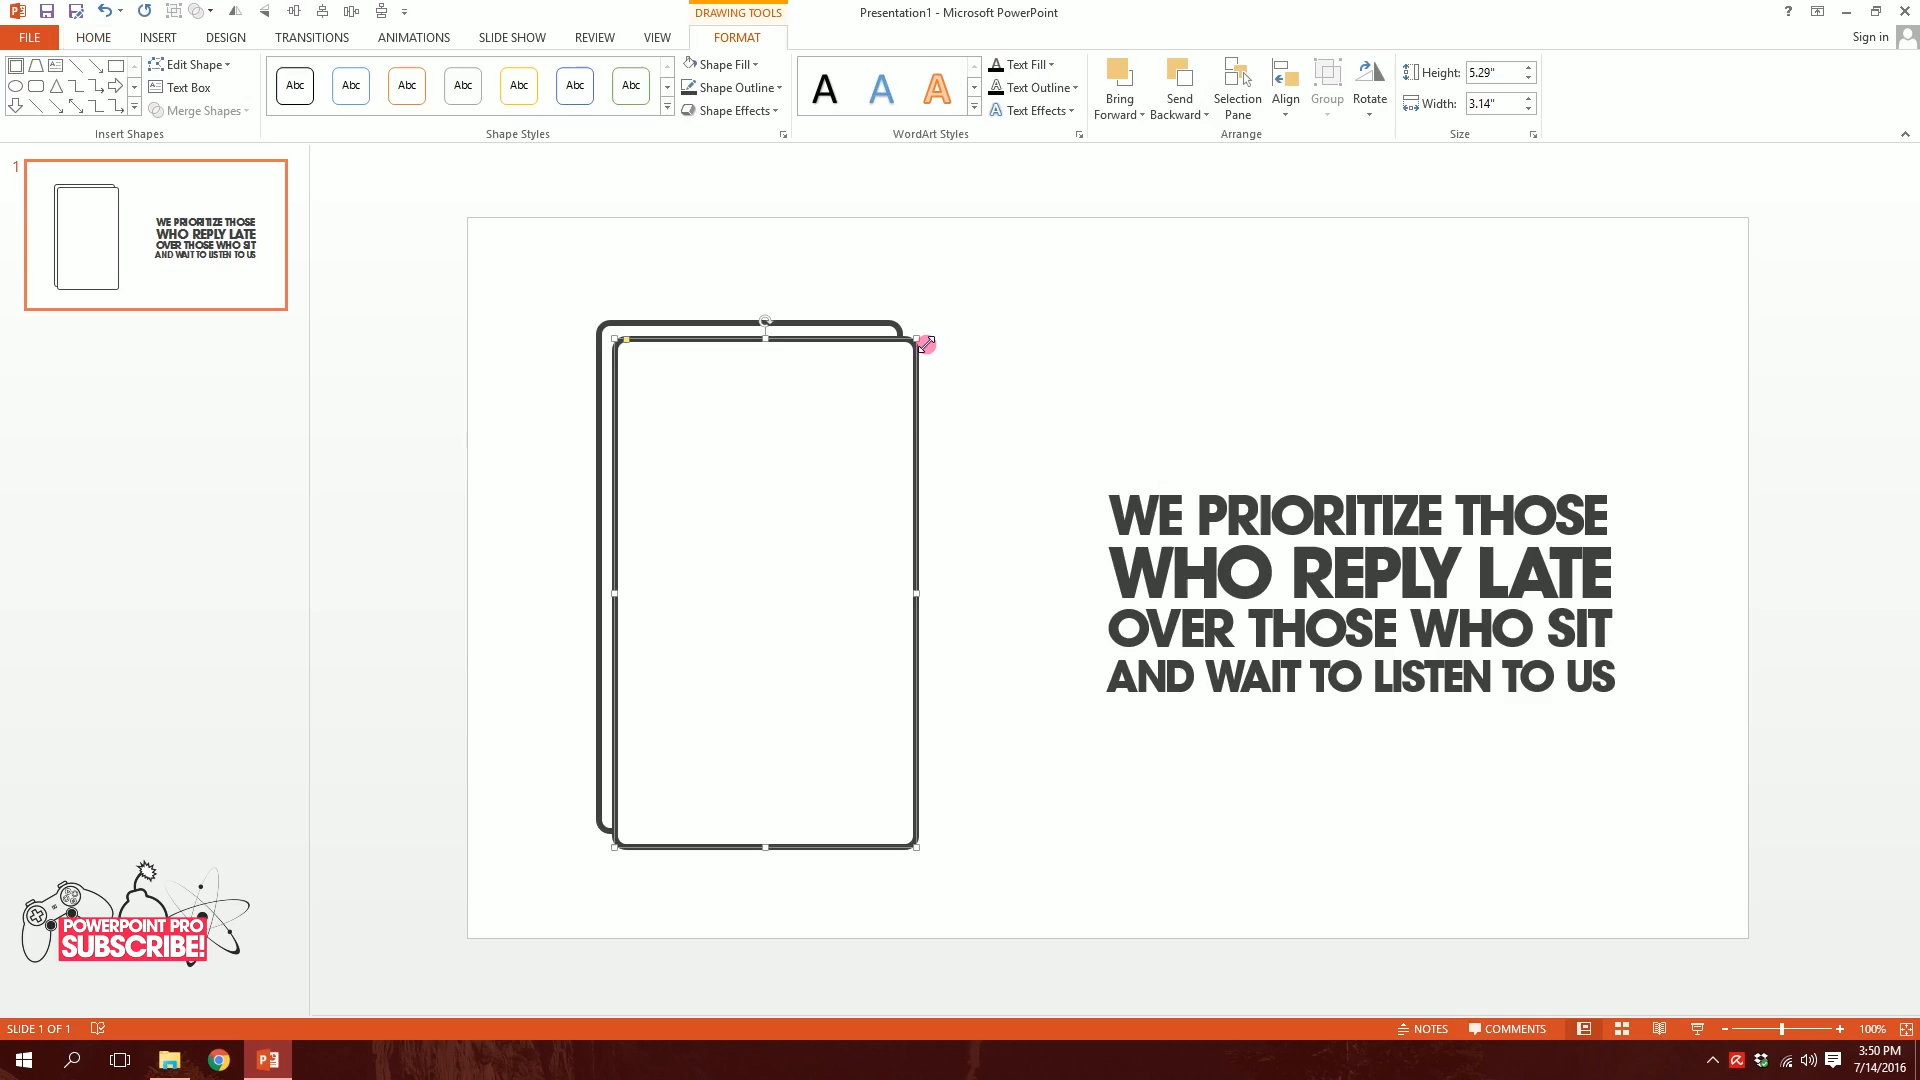 DRAWING TOOLS
Presentation1 - Microsoft PowerPoint
?
FILE HOME INSERT DESIGN TRANSITIONS ANIMATIONS SLIDE SHOW REVIEW VIEW FORMAT
Sign in
Edit Shape
Text Box
Merge Shapes
Insert Shapes
Abc Abc Abc Abc Abc Abc Abc
Shape Fill
Shape Outline
Shape Effects
Shape Styles
A A A
Text Fill
Text Outline
Text Effects
WordArt Styles
Bring Forward
Send Backward
Selection Pane
Align
Group
Rotate
Arrange
Height: 5.29"
Width: 3.14"
Size
1
WE PRIORITIZE THOSE
WHO REPLY LATE
OVER THOSE WHO SIT
AND WAIT TO LISTEN TO US
WE PRIORITIZE THOSE
WHO REPLY LATE
OVER THOSE WHO SIT
AND WAIT TO LISTEN TO US
POWERPOINT PRO
SUBSCRIBE!
SLIDE 1 OF 1
NOTES
COMMENTS
100%
3:50 PM
7/14/2016